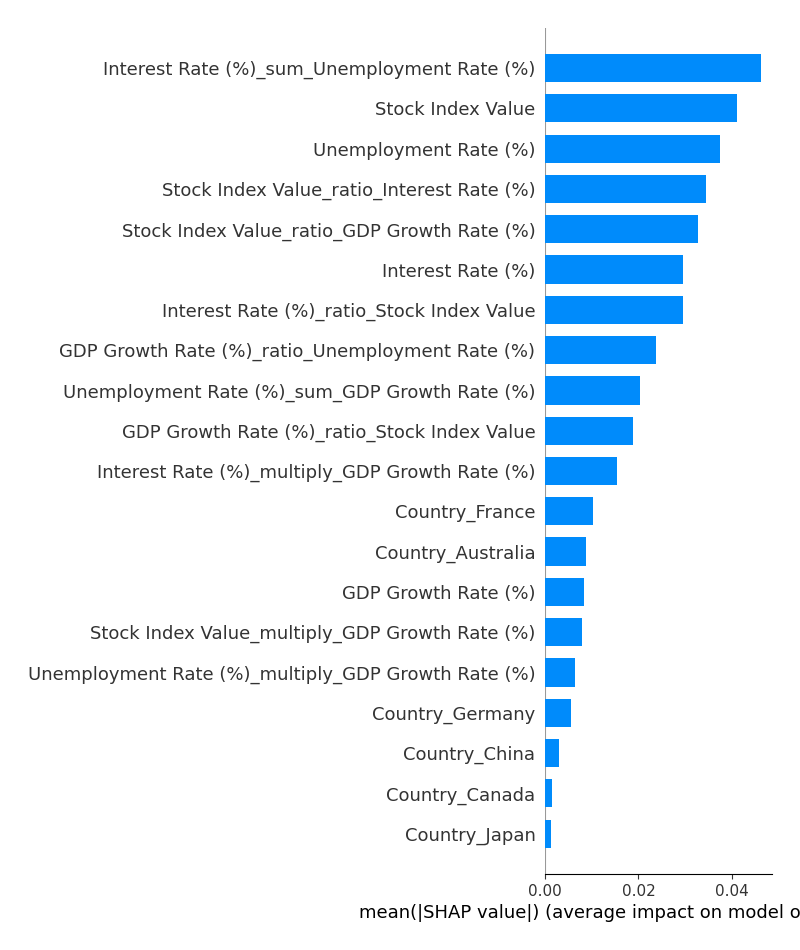 Interest Rate (%)_sum_Unemployment Rate (%)
Stock Index Value
Unemployment Rate (%)
Stock Index Value_ratio_Interest Rate (%)
Stock Index Value_ratio_GDP Growth Rate (%)
Interest Rate (%)
Interest Rate (%)_ratio_Stock Index Value
GDP Growth Rate (%)_ratio_Unemployment Rate (%)
Unemployment Rate (%)_sum_GDP Growth Rate (%)
GDP Growth Rate (%)_ratio_Stock Index Value
Interest Rate (%)_multiply_GDP Growth Rate (%)
Country_France
Country_Australia
GDP Growth Rate (%)
Stock Index Value_multiply_GDP Growth Rate (%)
Unemployment Rate (%)_multiply_GDP Growth Rate (%)
Country_Germany
Country_China
Country_Canada
Country_Japan
0.00 0.02 0.04
mean(|SHAP value|) (average impact on model o